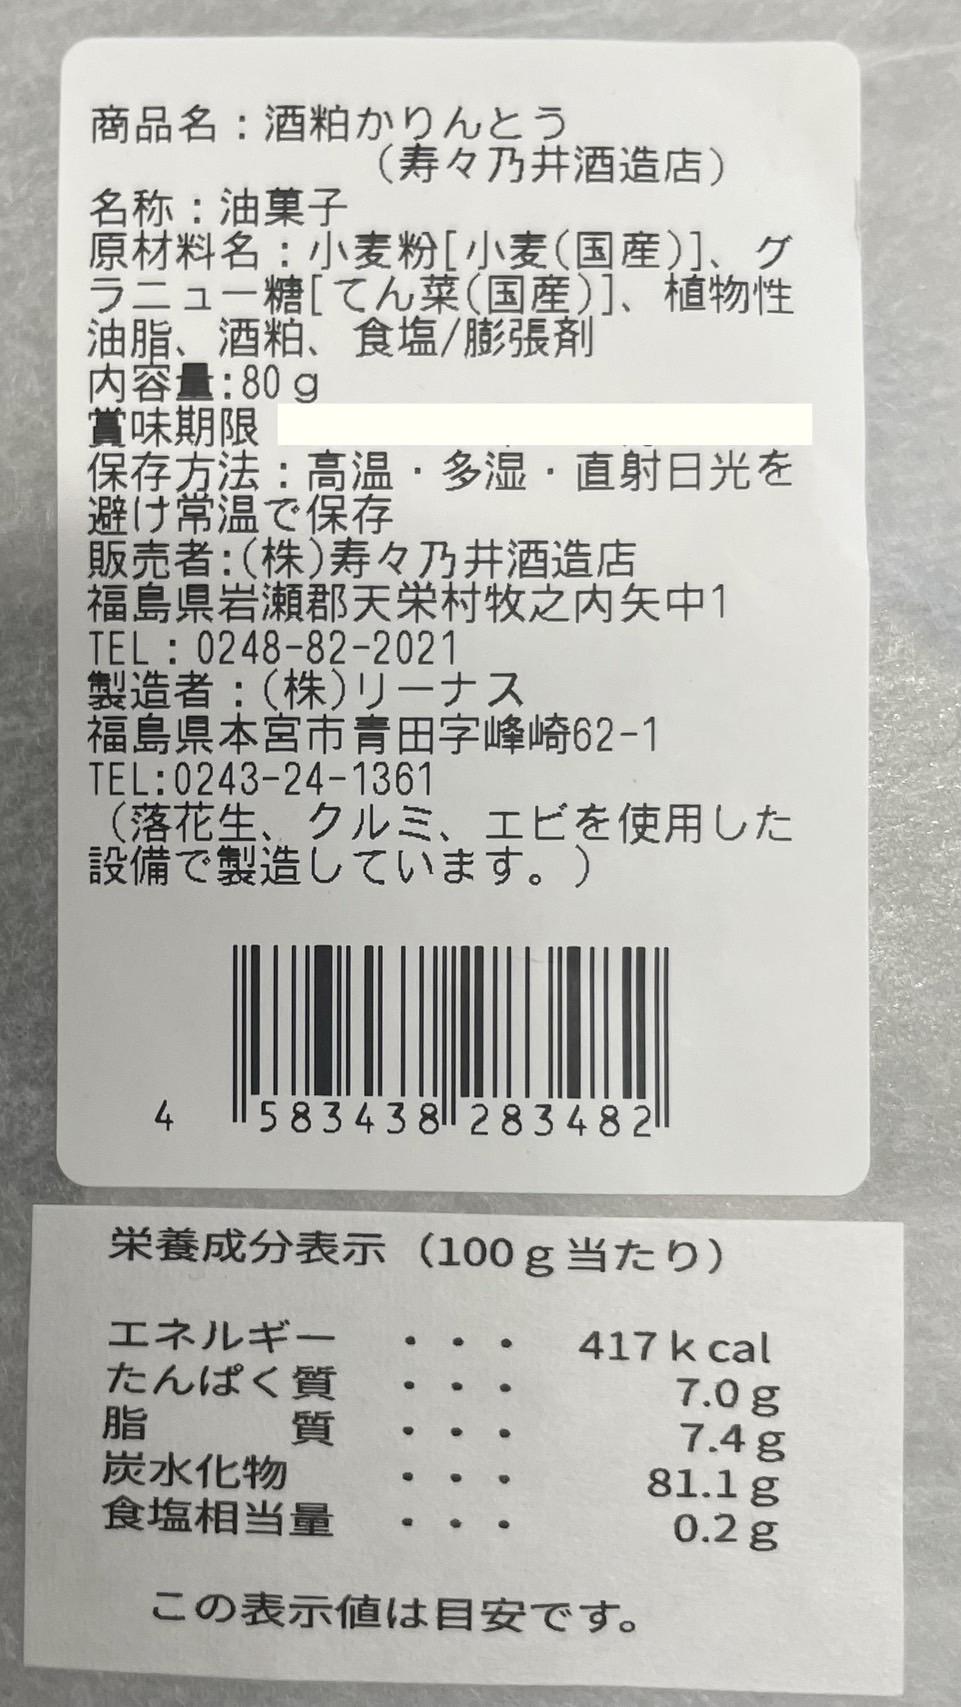 商品名：酒粕かりんとう
（寿々乃井酒造店）
名称：油菓子
原材料名：小麦粉[小麦(国産)]、グ
ラニュー糖[てん菜(国産)]、植物性
油脂、酒粕、食塩/膨張剤
内容量:80ｇ
賞味期限
保存方法：高温・多湿・直射日光を
避け常温で保存
販売者:(株)寿々乃井酒造店
福島県岩瀬郡天栄村牧之内矢中1
TEL：0248-82-2021
製造者：(株)リーナス
福島県本宮市青田字峰崎62-1
TEL:0243-24-1361
（落花生、クルミ、エビを使用した
設備で製造しています。）
4 583438 283482
栄養成分表示（100ｇ当たり）
エネルギー ・・・ 417ｋcal
たんぱく質 ・・・ 7.0ｇ
脂　　　質 ・・・ 7.4ｇ
炭水化物 ・・・ 81.1ｇ
食塩相当量 ・・・ 0.2ｇ
この表示値は目安です。